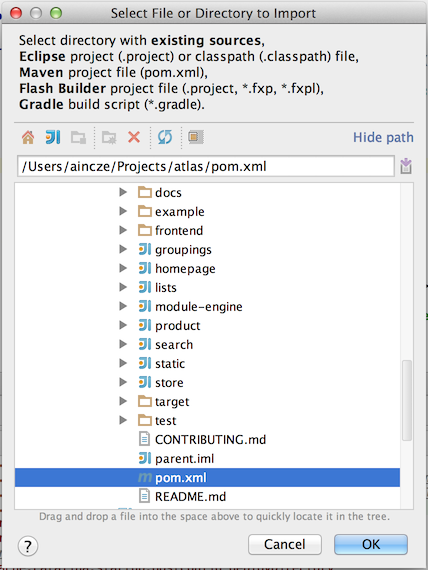 Select File or Directory to Import
Select directory with existing sources,
Eclipse project (.project) or classpath (.classpath) file,
Maven project file (pom.xml),
Flash Builder project file (.project, *.fxp, *.fxpl),
Gradle build script (*.gradle).
Hide path
/Users/aincze/Projects/atlas/pom.xml
docs
example
frontend
groupings
homepage
lists
module-engine
product
search
static
store
target
test
CONTRIBUTING.md
parent.iml
m pom.xml
README.md
Drag and drop a file into the space above to quickly locate it in the tree.
? Cancel OK